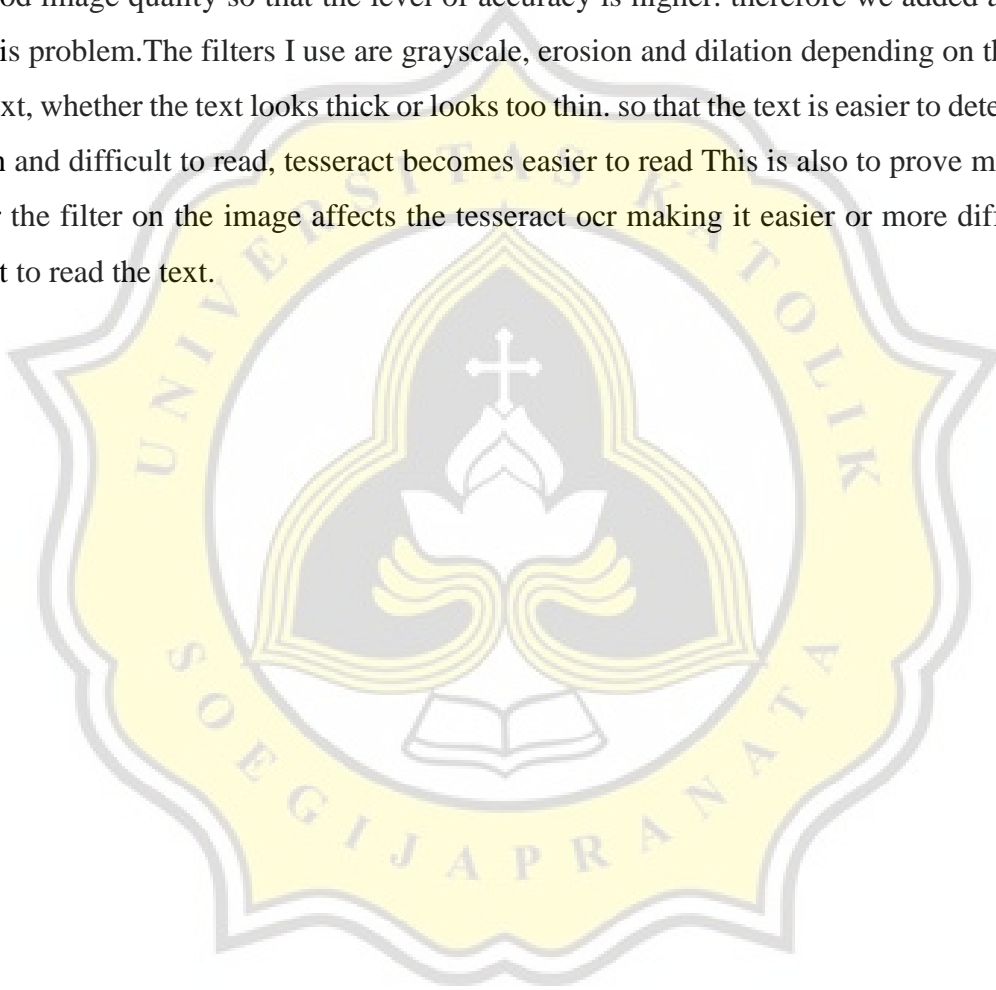 od image quality so that the level of accuracy is higher. therefore we added a
is problem.The filters I use are grayscale, erosion and dilation depending on th
xt, whether the text looks thick or looks too thin. so that the text is easier to dete
and difficult to read, tesseract becomes easier to read This is also to prove m
the filter on the image affects the tesseract ocr making it easier or more diff
t to read the text.
UNIVERSITAS KATOLIK
SOEGIJAPRANATA